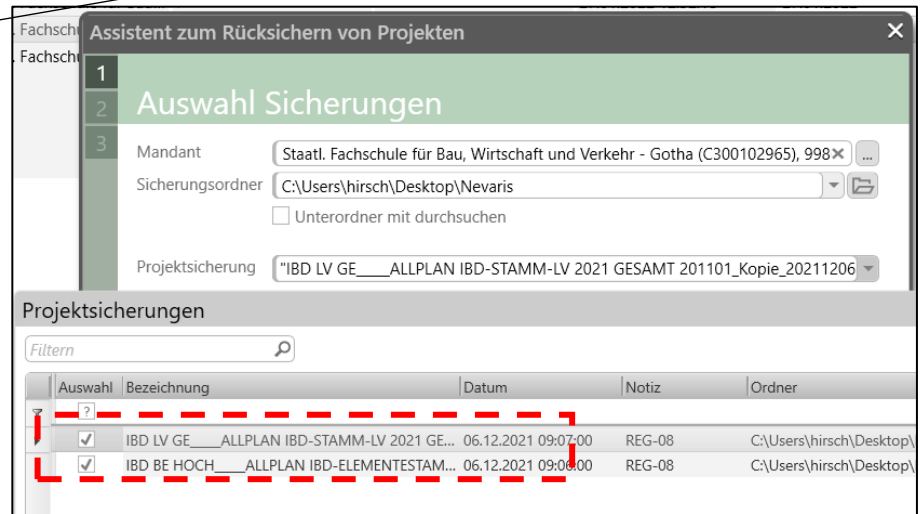 . Fachschu
. Fachschu
Assistent zum Rücksichern von Projekten
1
2
3
Auswahl Sicherungen
Mandant Staatl. Fachschule für Bau, Wirtschaft und Verkehr - Gotha (C300102965), 998 ...
Sicherungsordner C:\Users\hirsch\Desktop\Nevaris
Unterordner mit durchsuchen
Projektsicherung "IBD LV GE____ALLPLAN IBD-STAMM-LV 2021 GESAMT 201101_Kopie_20211206
Projektsicherungen
Filtern
Auswahl Bezeichnung Datum Notiz Ordner
?
IBD LV GE____ALLPLAN IBD-STAMM-LV 2021 GE... 06.12.2021 09:07:00 REG-08 C:\Users\hirsch\Desktop\
IBD BE HOCH____ALLPLAN IBD-ELEMENTESTAM... 06.12.2021 09:06:00 REG-08 C:\Users\hirsch\Desktop\